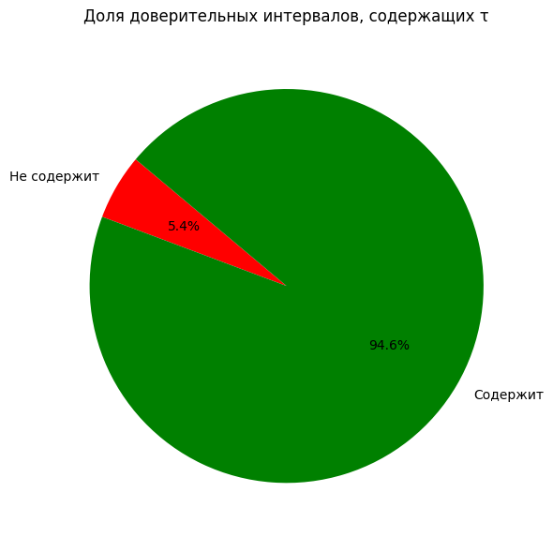 Доля доверительных интервалов, содержащих τ
Не содержит
5.4%
94.6%
Содержит